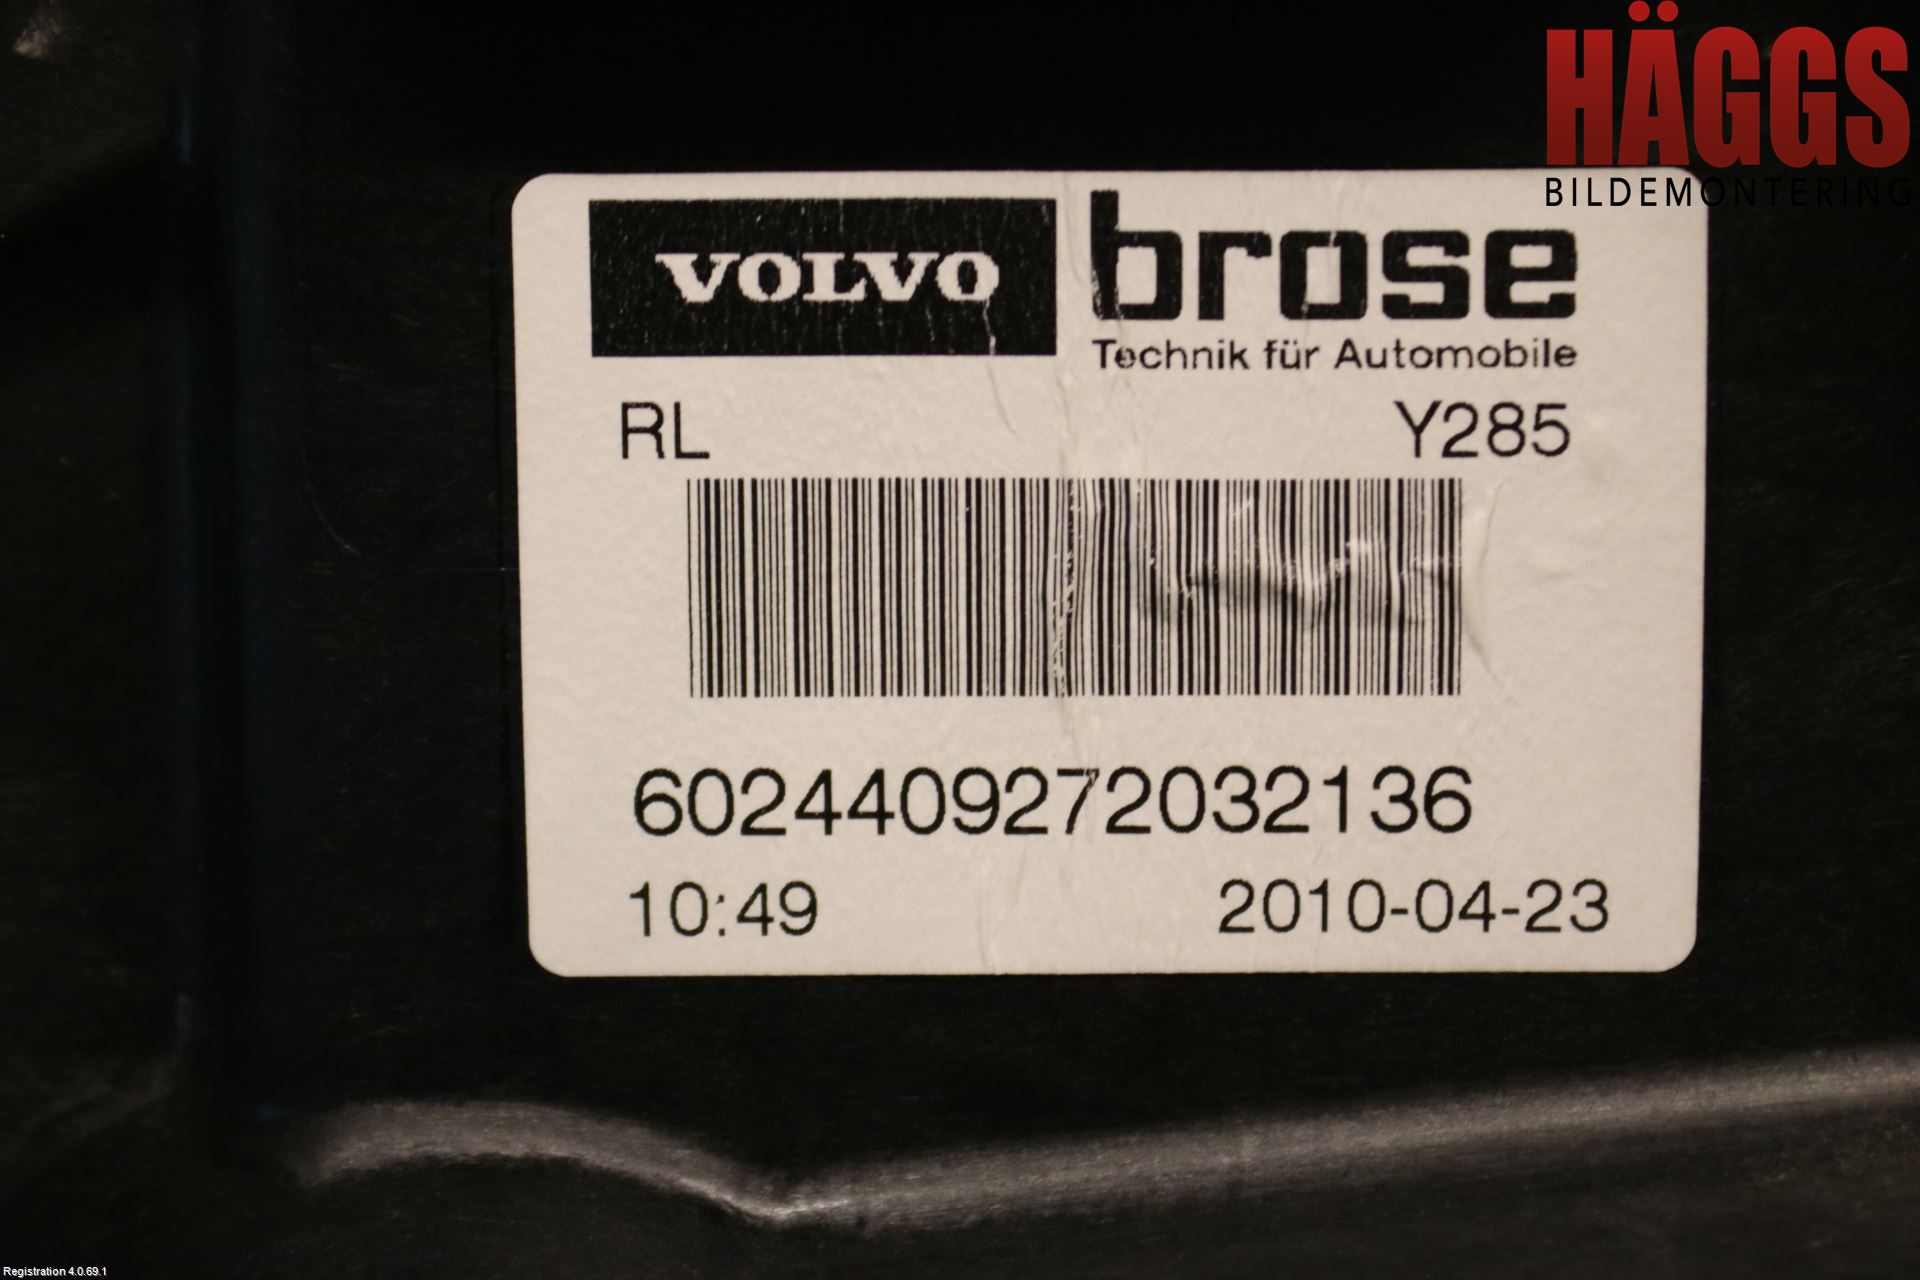 HÄGGS
BILDEMONTERING
VOLVO
brose
Technik für Automobile
RL
Y285
6024409272032136
10:49
2010-04-23
Registration 4.0.69.1